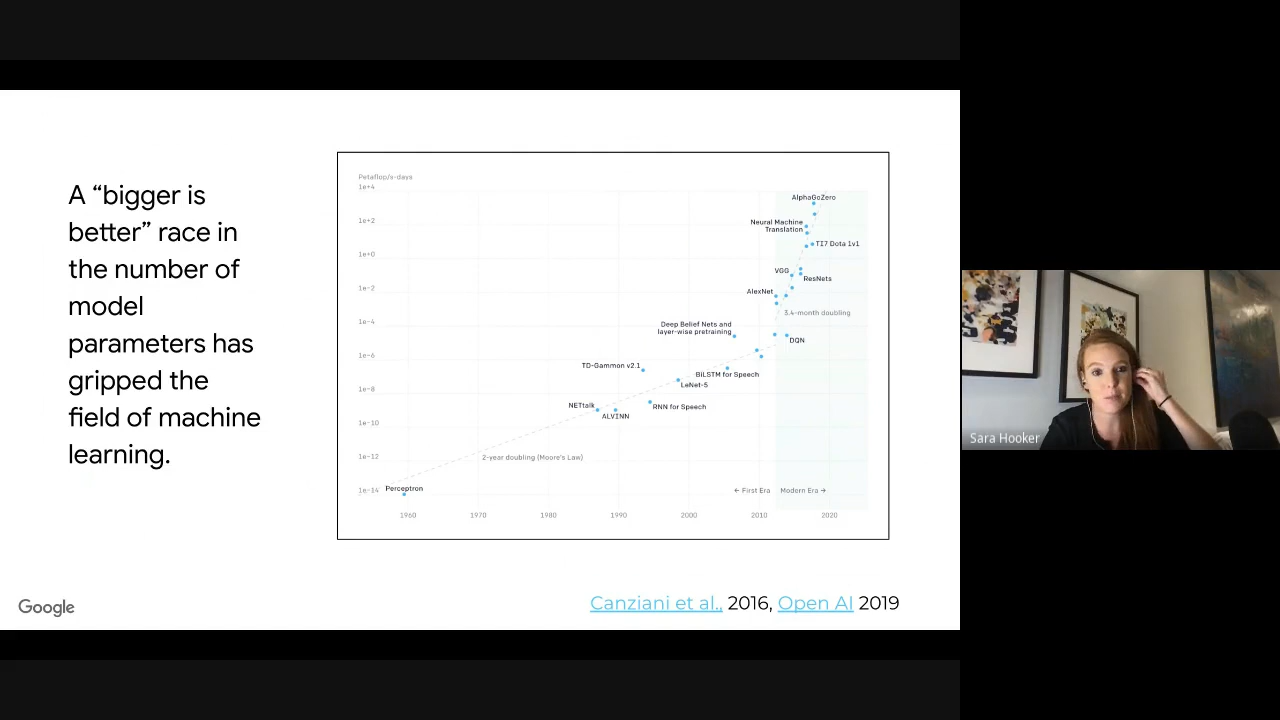 A “bigger is
better” race in
the number of
model
parameters has
gripped the
field of machine
learning.
Petaflop/s-days
1e+4
1e+2
1e+0
1e-2
1e-4
1e-6
1e-8
1e-10
1e-12
1e-14
AlphaGoZero
Neural Machine
Translation
TI7 Dota 1v1
VGG
ResNets
AlexNet
3.4-month doubling
Deep Belief Nets and
layer-wise pretraining
DQN
TD-Gammon v2.1
BiLSTM for Speech
LeNet-5
NETtalk
RNN for Speech
ALVINN
2-year doubling (Moore's Law)
Perceptron
← First Era
Modern Era →
1960
1970
1980
1990
2000
2010
2020
Google
Canziani et al., 2016, Open AI 2019
Sara Hooker